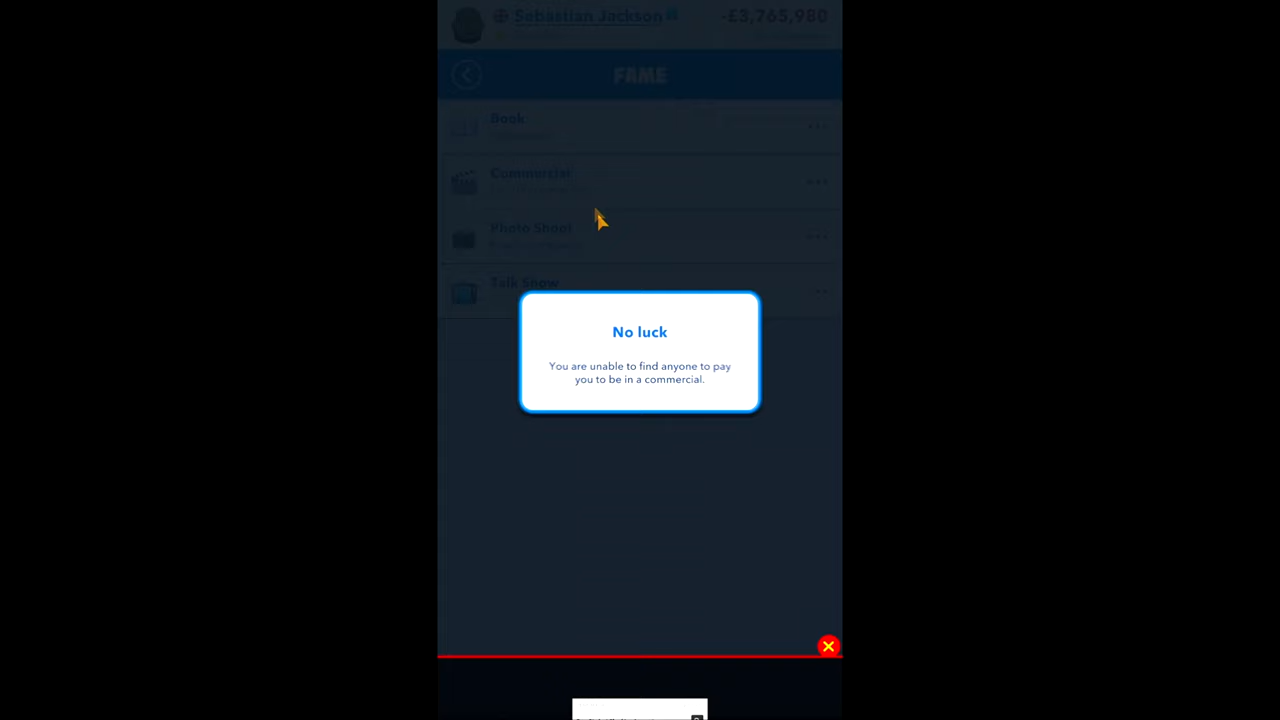 Sebastian Jackson
-£3,765,980
FAME
Book
Commercial
Photo Shoot
Talk Show
No luck
You are unable to find anyone to pay
you to be in a commercial.